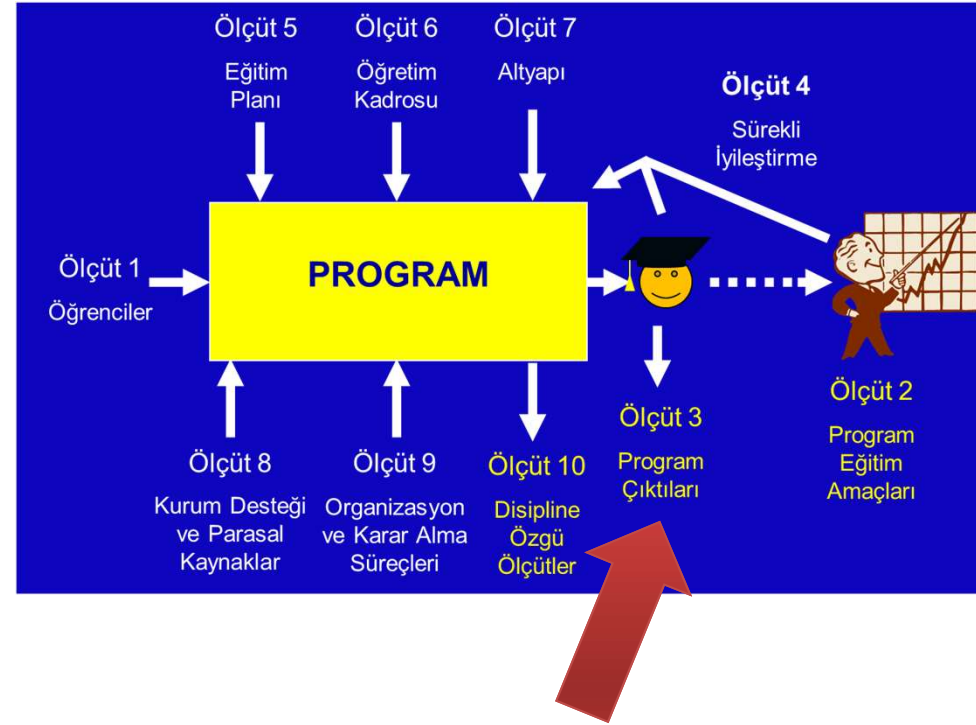 Ölçüt 5
Eğitim
Planı
Ölçüt 6
Öğretim
Kadrosu
Ölçüt 7
Altyapı
Ölçüt 4
Sürekli
İyileştirme
Ölçüt 1
Öğrenciler
PROGRAM
Ölçüt 2
Program
Eğitim
Amaçları
Ölçüt 3
Program
Çıktıları
Ölçüt 8
Kurum Desteği
ve Parasal
Kaynaklar
Ölçüt 9
Organizasyon
ve Karar Alma
Süreçleri
Ölçüt 10
Disipline
Özgü
Ölçütler